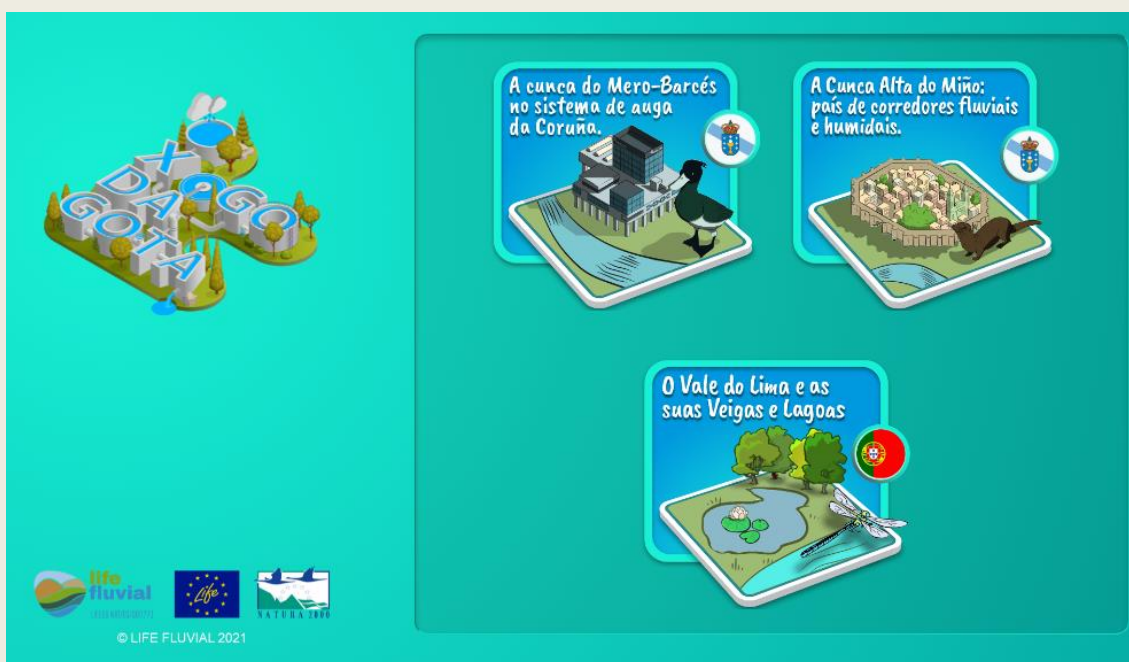 XOGO
DA
GOTA
A cunca do Mero-Barcés
no sistema de auga
da Coruña.
A Cunca Alta do Miño:
país de corredores fluviais
e humidais.
O Vale do Lima e as
suas Veigas e Lagoas
life
fluvial
Life
NATURA 2000
© LIFE FLUVIAL 2021